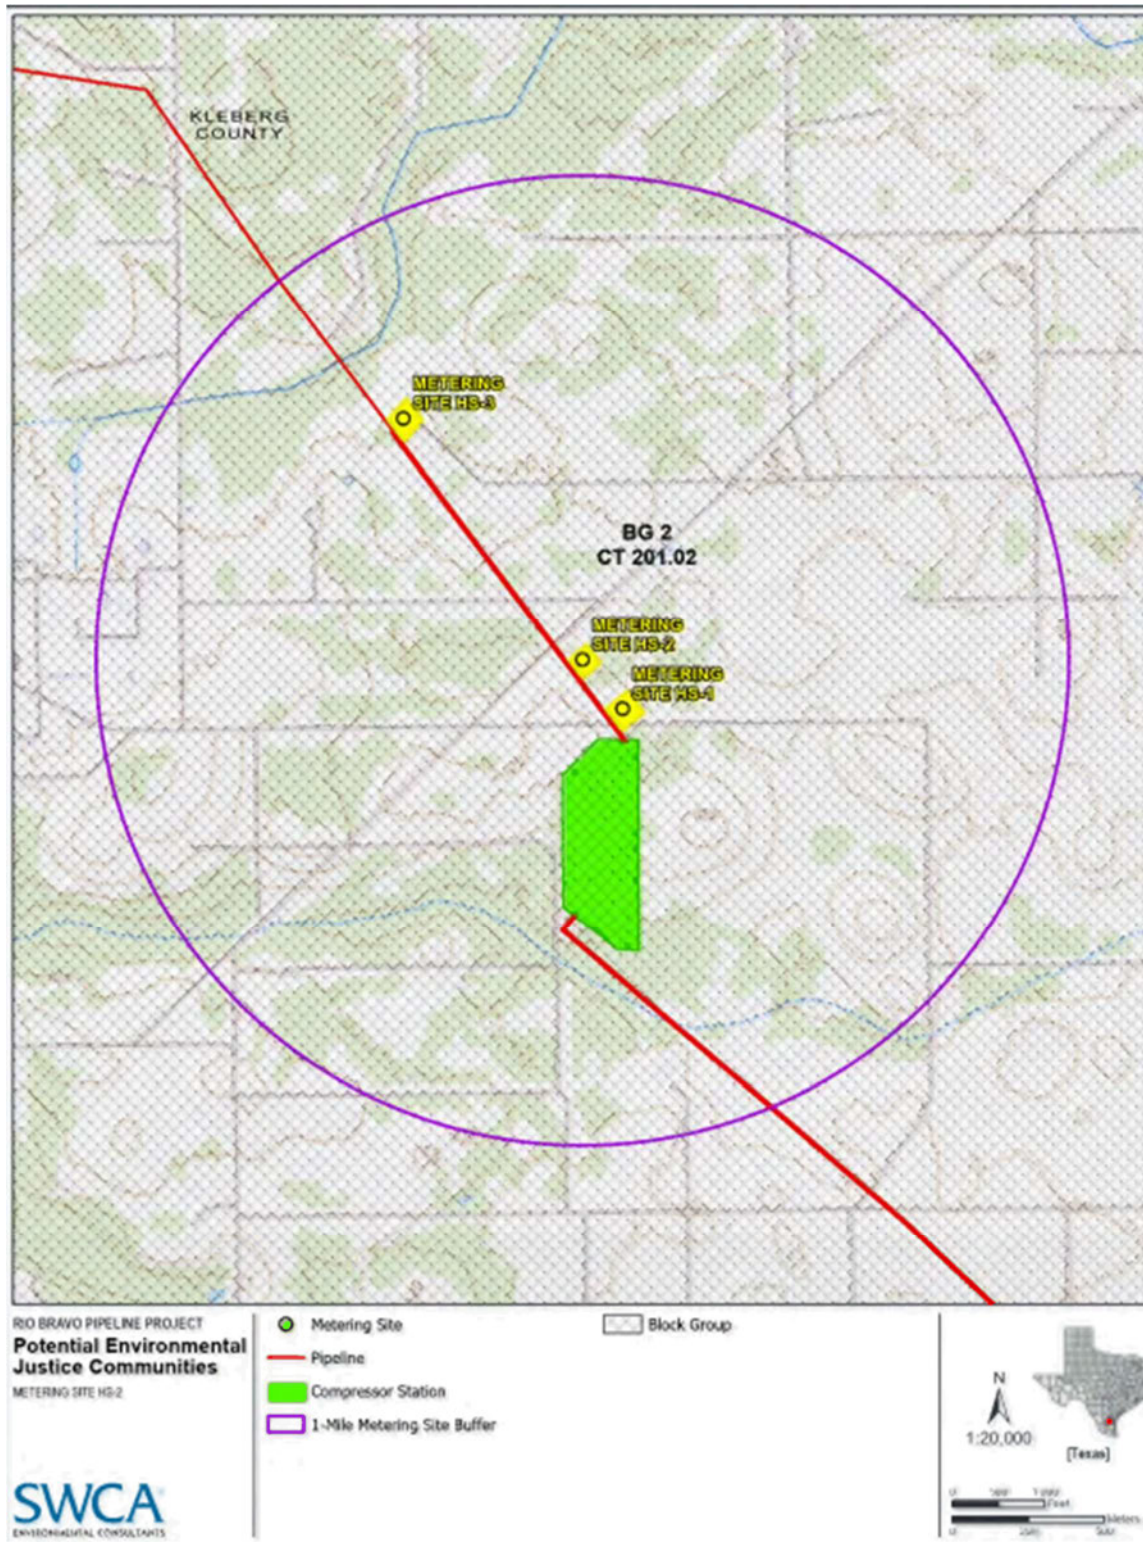 KLEBERG
COUNTY
METERING
SITE HS-3
BG 2
CT 201.02
METERING
SITE HS-2
METERING
SITE HS-1
RIO BRAVO PIPELINE PROJECT
Potential Environmental
Justice Communities
METERING SITE HS-2
SWCA
ENVIRONMENTAL CONSULTANTS
Metering Site
Pipeline
Compressor Station
1-Mile Metering Site Buffer
Block Group
N
1:20,000
[Texas]
0
Feet
Meters
0